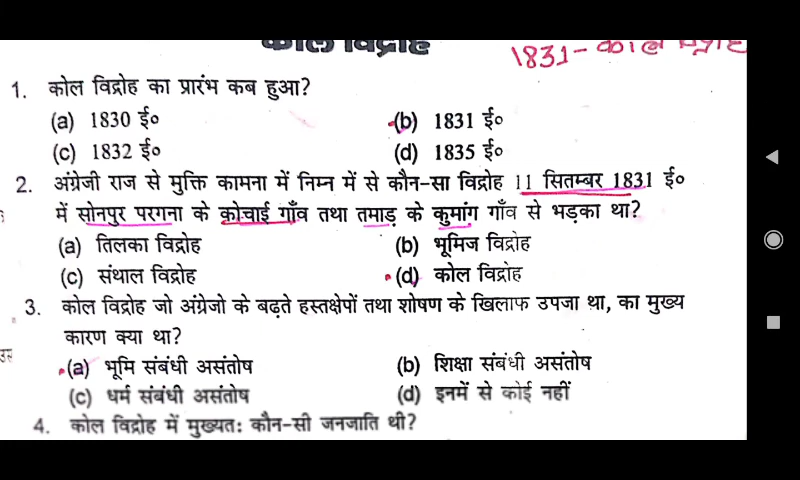 कोल विद्रोह
1831 - कोल विद्रोह
1. कोल विद्रोह का प्रारंभ कब हुआ?
(a) 1830 ई० (b) 1831 ई०
(c) 1832 ई० (d) 1835 ई०
2. अंग्रेजी राज से मुक्ति कामना में निम्न में से कौन-सा विद्रोह 11 सितम्बर 1831 ई०
में सोनपुर परगना के कोचाई गाँव तथा तमाड़ के कुमांग गाँव से भड़का था?
(a) तिलका विद्रोह (b) भूमिज विद्रोह
(c) संथाल विद्रोह (d) कोल विद्रोह
3. कोल विद्रोह जो अंग्रेजो के बढ़ते हस्तक्षेपों तथा शोषण के खिलाफ उपजा था, का मुख्य
कारण क्या था?
(a) भूमि संबंधी असंतोष (b) शिक्षा संबंधी असंतोष
(c) धर्म संबंधी असंतोष (d) इनमें से कोई नहीं
4. कोल विद्रोह में मुख्यतः कौन-सी जनजाति थी?